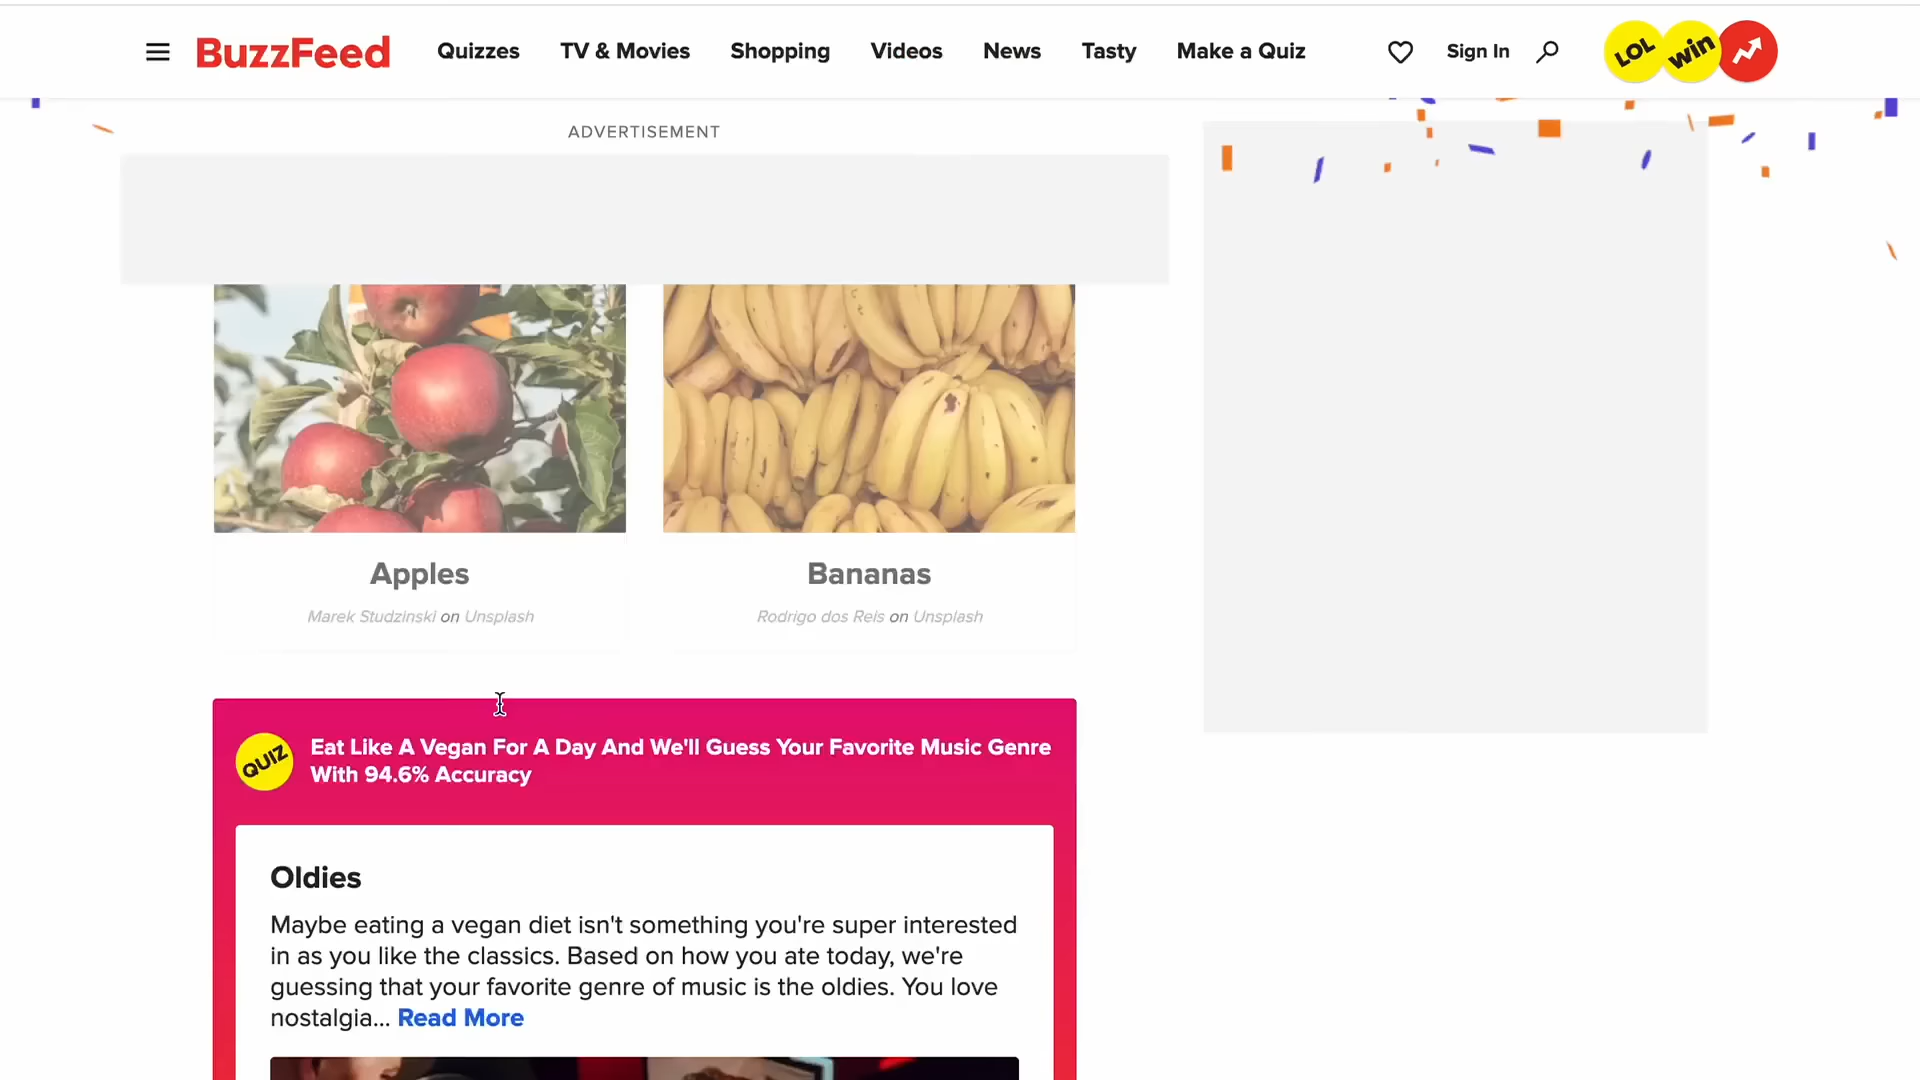 BuzzFeed
Quizzes
TV & Movies
Shopping
Videos
News
Tasty
Make a Quiz
Sign In
LOL
win
ADVERTISEMENT
Apples
Marek Studzinski on Unsplash
Bananas
Rodrigo dos Reis on Unsplash
QUIZ
Eat Like A Vegan For A Day And We'll Guess Your Favorite Music Genre
With 94.6% Accuracy
Oldies
Maybe eating a vegan diet isn't something you're super interested
in as you like the classics. Based on how you ate today, we're
guessing that your favorite genre of music is the oldies. You love
nostalgia... Read More